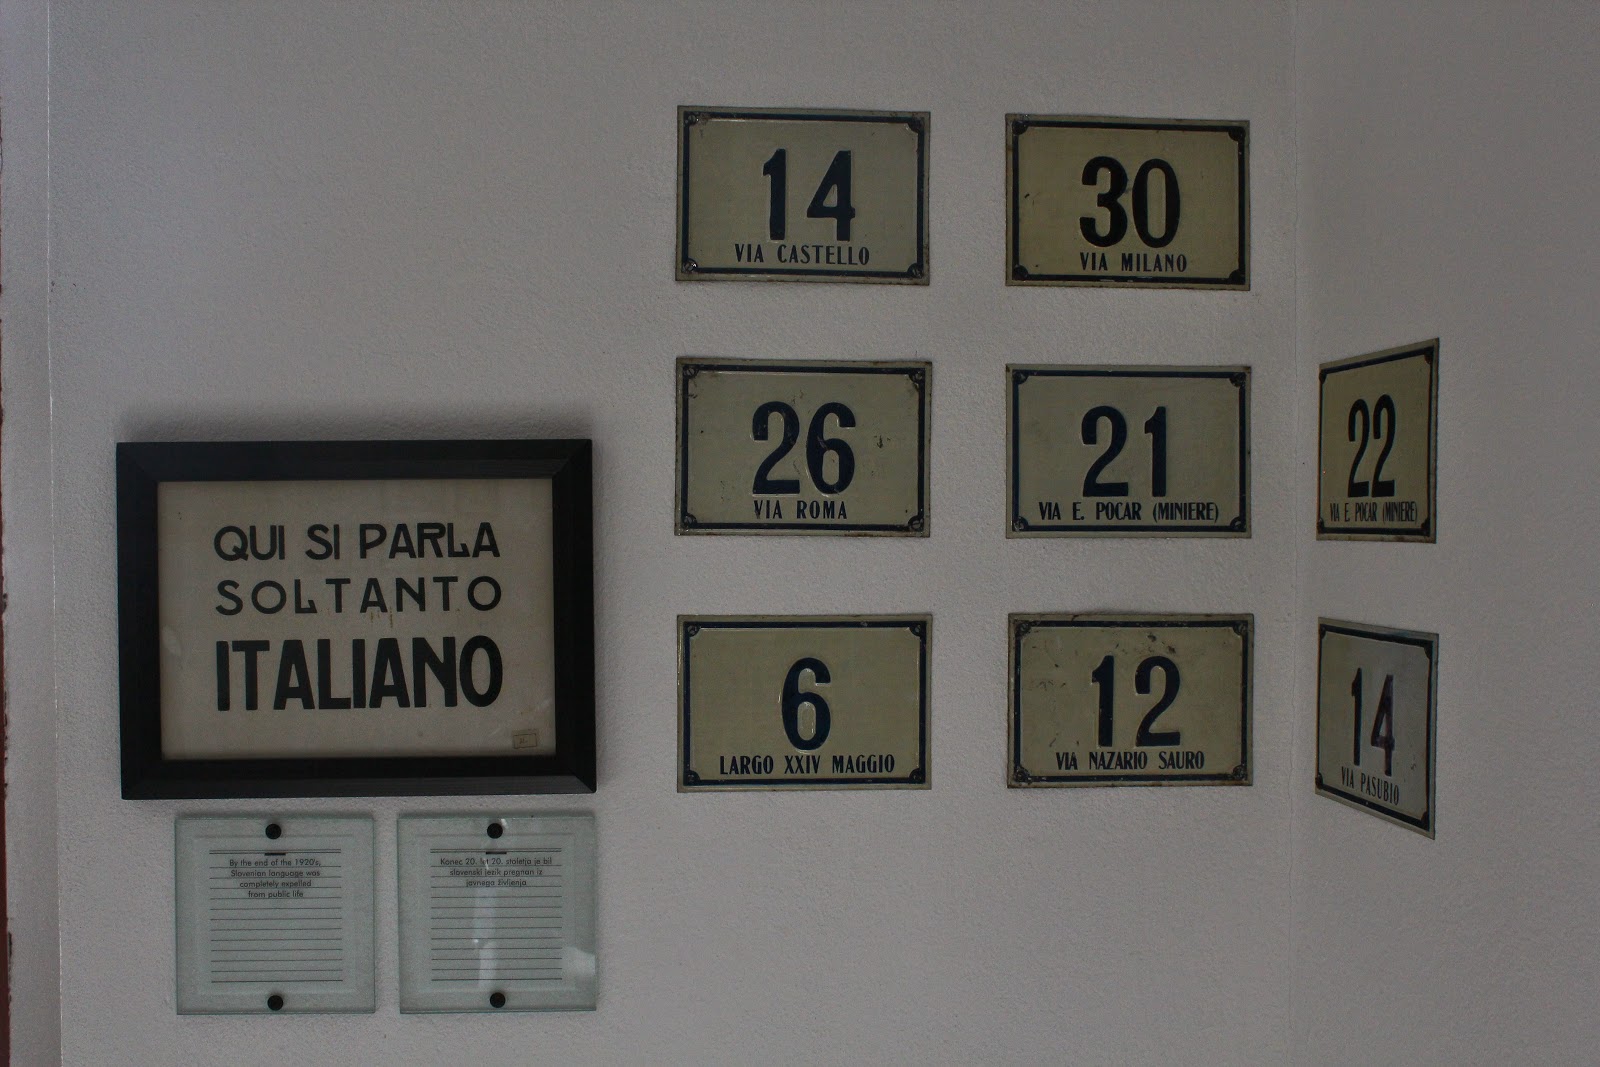 QUI SI PARLA
SOLTANTO
ITALIANO
By the end of the 1920's,
Slovenian language was
completely expelled
from public life
Konec 20. let 20. stoletja je bil
slovenski jezik pregnan iz
javnega življenja
14
VIA CASTELLO
30
VIA MILANO
26
VIA ROMA
21
VIA E. POCAR (MINIERE)
22
VIA E. POCAR (MINIERE)
6
LARGO XXIV MAGGIO
12
VIA NAZARIO SAURO
14
VIA PASUBIO